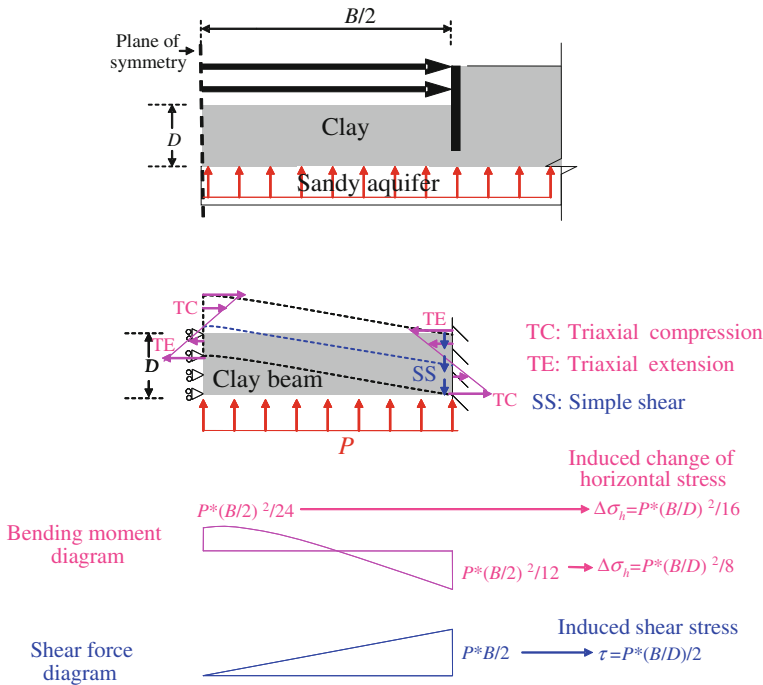 B/2
Plane of
symmetry
D
Clay
Sandy aquifer
TC
TE
TE
D
Clay beam
SS
TC
P
TC: Triaxial compression
TE: Triaxial extension
SS: Simple shear
Induced change of
horizontal stress
P*(B/2) ²/24
Δσₕ=P*(B/D) ²/16
Bending moment
diagram
P*(B/2) ²/12
Δσₕ=P*(B/D) ²/8
Induced shear stress
Shear force
diagram
P*B/2
τ=P*(B/D)/2